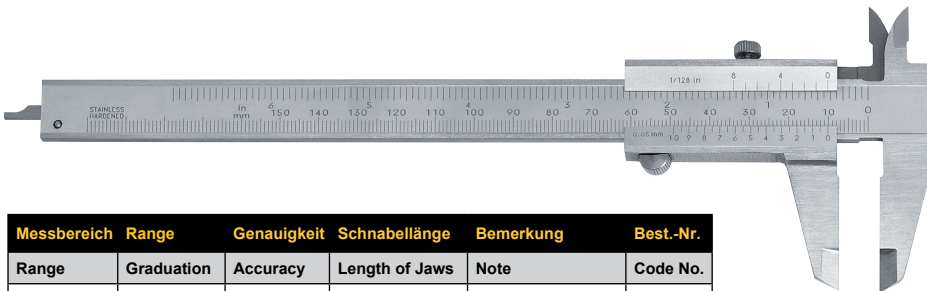 1/128 in 8 4 0
STAINLESS
HARDENED
in 6 5 4 3 2 1
mm 150 140 130 120 110 100 90 80 70 60 50 40 30 20 10 0
0.05 mm 10 9 8 7 6 5 4 3 2 1 0
Messbereich Range Genauigkeit Schnabellänge Bemerkung Best.-Nr.
Range Graduation Accuracy Length of Jaws Note Code No.